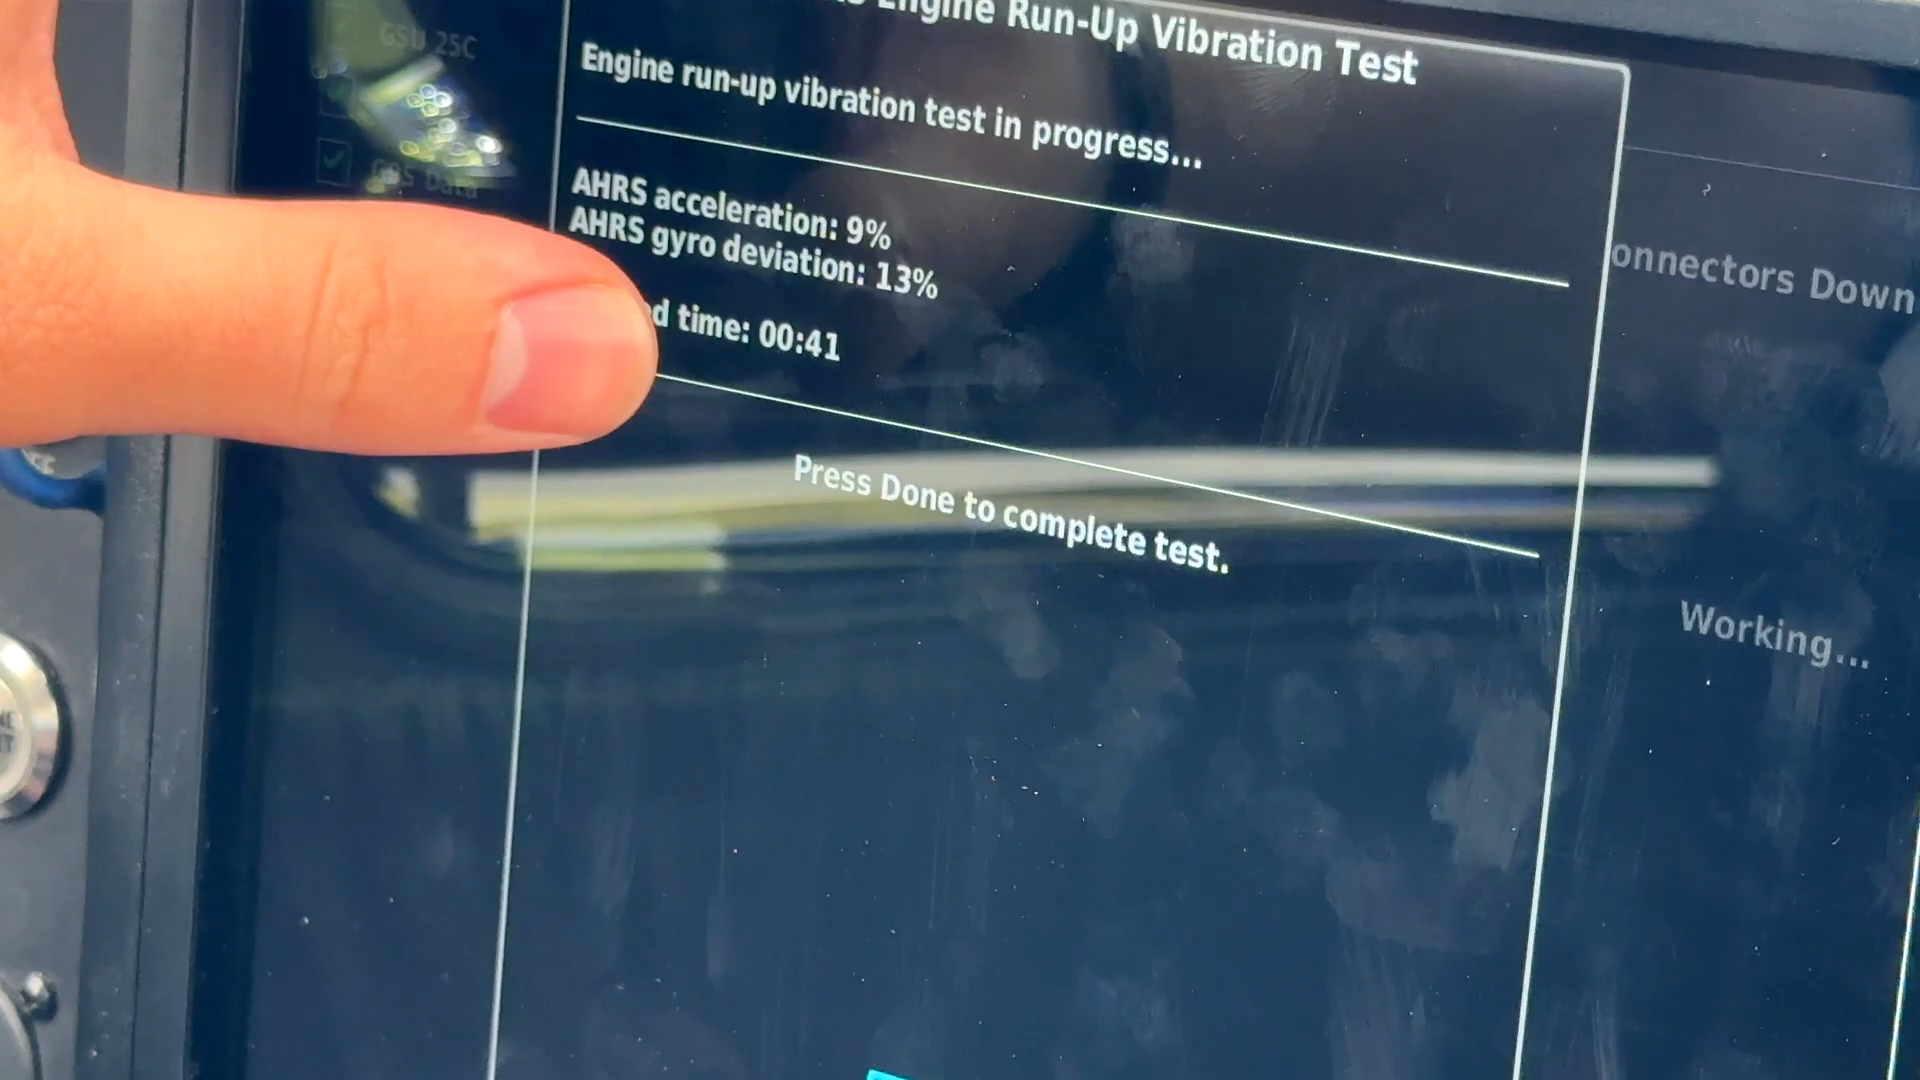 Engine Run-Up Vibration Test
GSU 25C
Engine run-up vibration test in progress...
GPS Data
AHRS acceleration: 9%
AHRS gyro deviation: 13%
onnectors Down
d time: 00:41
Press Done to complete test.
Working...